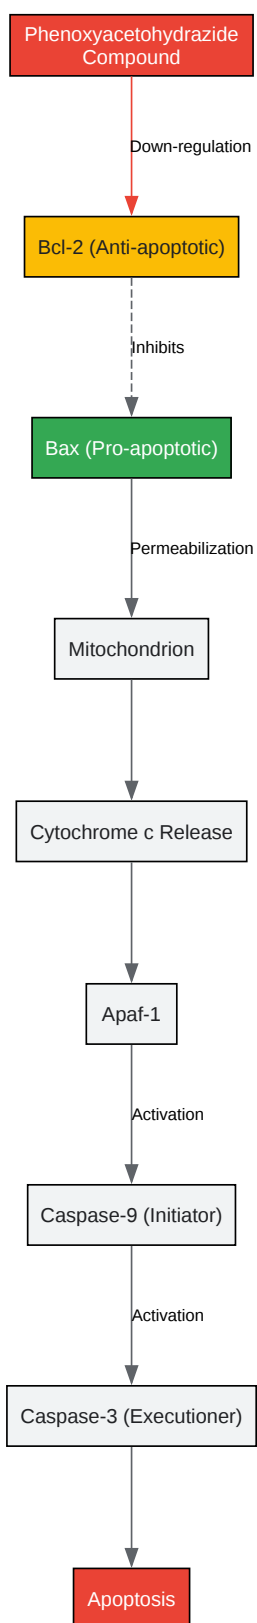 Phenoxyacetohydrazide
Compound
Down-regulation
Bcl-2 (Anti-apoptotic)
Inhibits
Bax (Pro-apoptotic)
Permeabilization
Mitochondrion
Cytochrome c Release
Apaf-1
Activation
Caspase-9 (Initiator)
Activation
Caspase-3 (Executioner)
Apoptosis